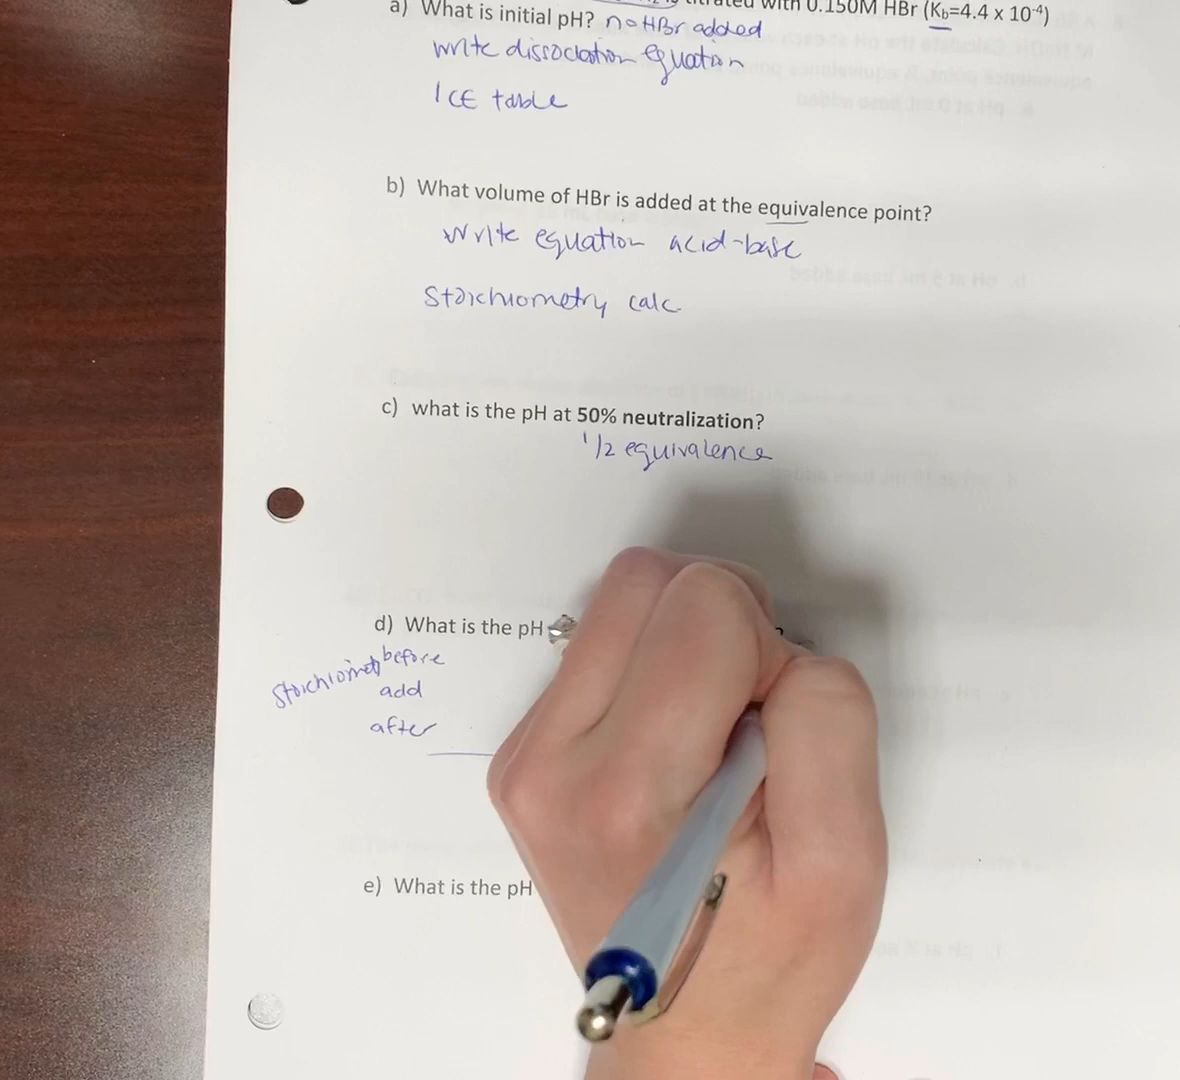 titrated with 0.150M HBr (Kb=4.4 x 10⁻⁴)
a) What is initial pH? no HBr added
write dissociation equation
ICE table
b) What volume of HBr is added at the equivalence point?
write equation acid-base
stoichiometry calc
c) what is the pH at 50% neutralization?
1/2 equivalence
d) What is the pH ?
before
stoichiometry
add
after
e) What is the pH